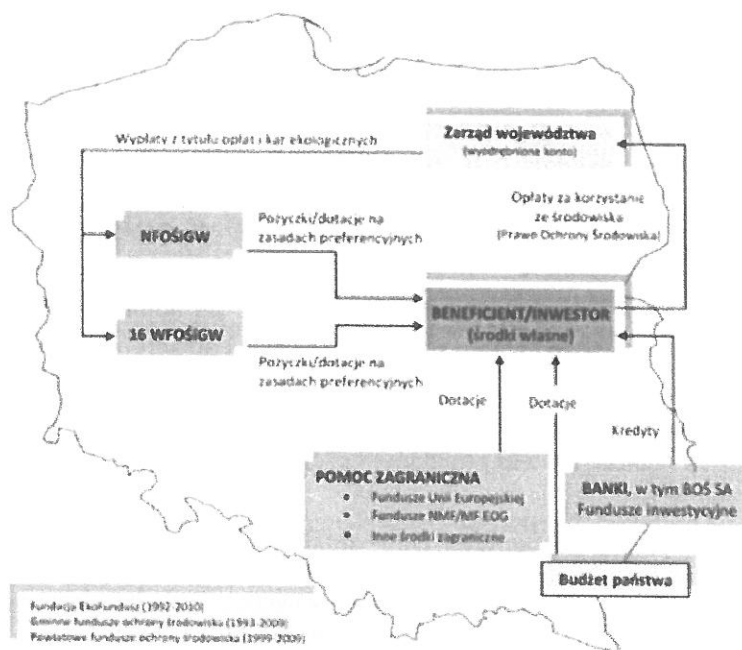 Wypłaty z tytułu opłat i kar ekologicznych
Zarząd województwa
(wyodrębnione konto)
Opłaty za korzystanie
ze środowiska
(Prawo Ochrony Środowiska)
NFOŚiGW
Pożyczki/dotacje na
zasadach preferencyjnych
BENEFICJENT/INWESTOR
(środki własne)
16 WFOŚiGW
Pożyczki/dotacje na
zasadach preferencyjnych
Dotacje
Dotacje
Kredyty
POMOC ZAGRANICZNA
• Fundusze Unii Europejskiej
• Fundusze NMF/MF EOG
• Inne środki zagraniczne
BANKI, w tym BOŚ SA
Fundusze inwestycyjne
Budżet państwa
Fundacja EkoFundusz (1992-2010)
Gminne fundusze ochrony środowiska (1993-2009)
Powiatowe fundusze ochrony środowiska (1999-2009)